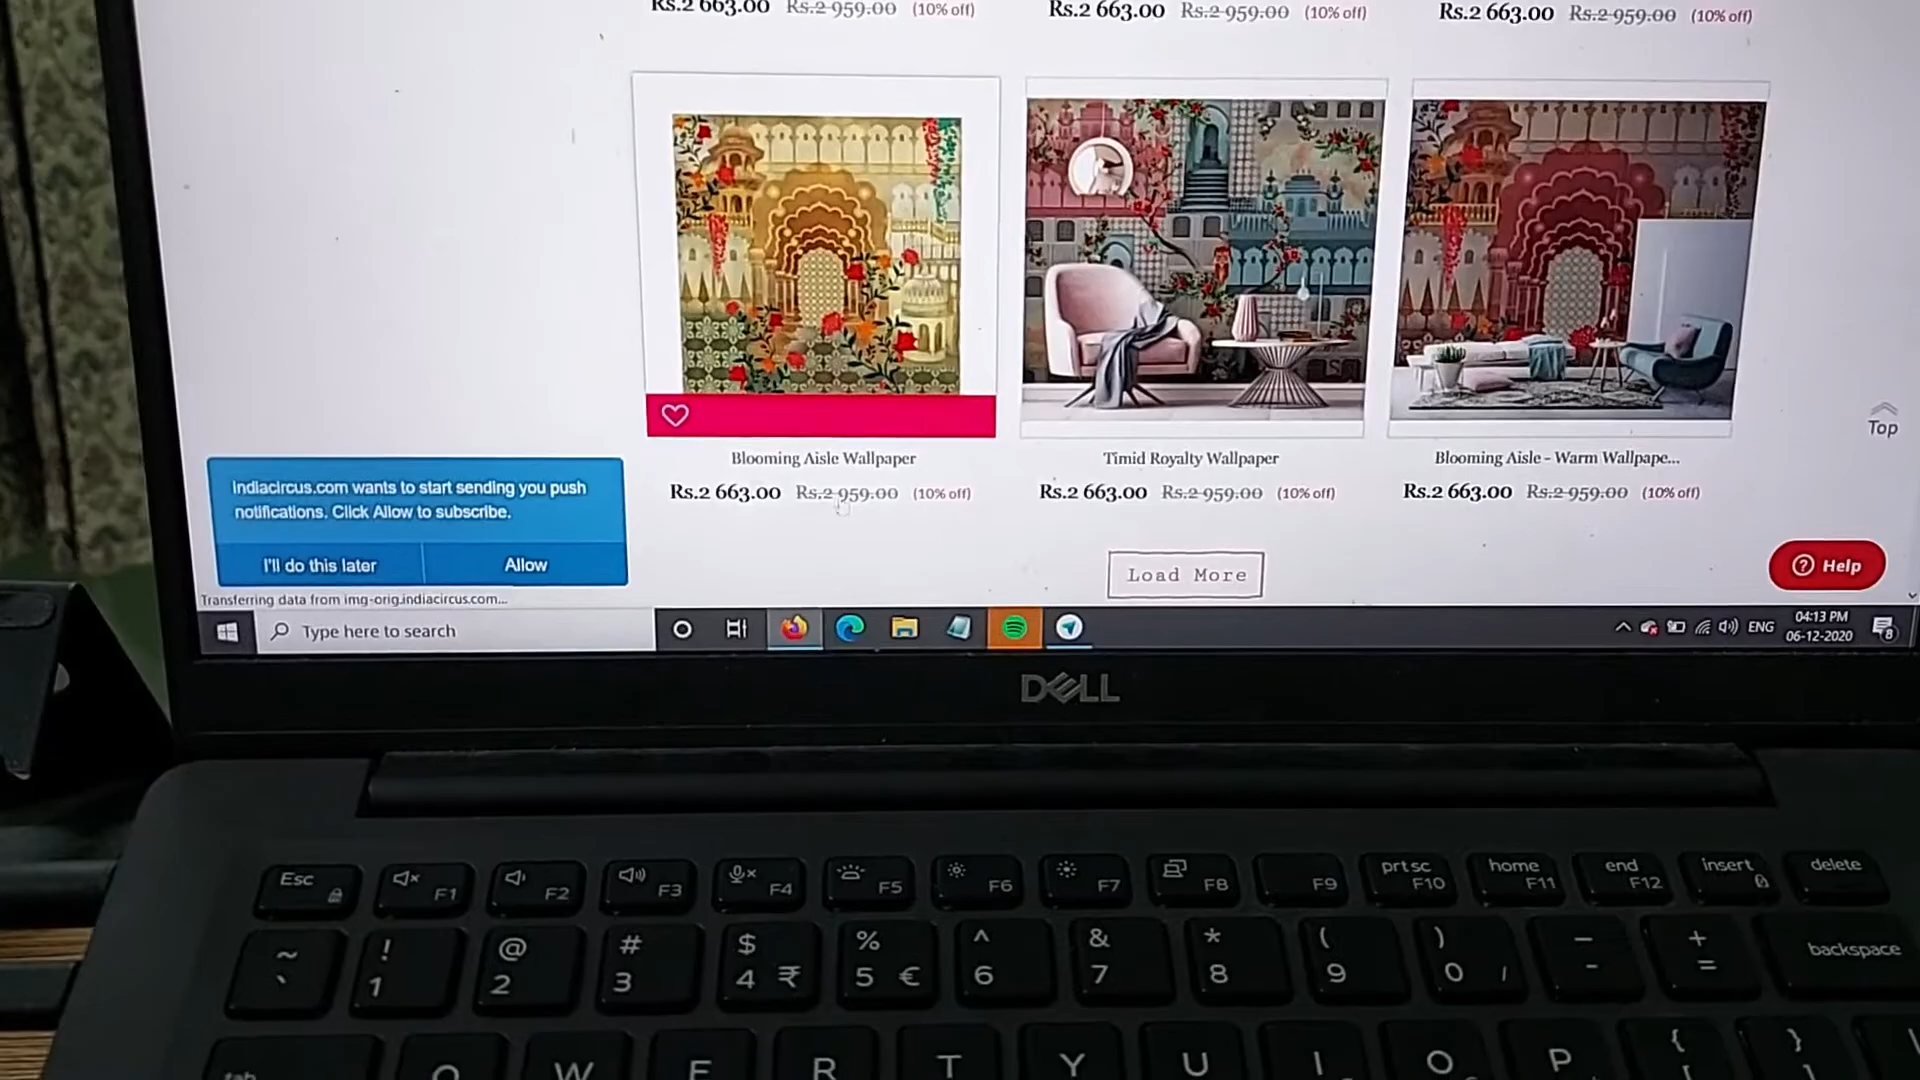 Rs.2 663.00 Rs.2 959.00 (10% off) Rs.2 663.00 Rs.2 959.00 (10% off) Rs.2 663.00 Rs.2 959.00 (10% off)
Blooming Aisle Wallpaper
Rs.2 663.00 Rs.2 959.00 (10% off)
Timid Royalty Wallpaper
Rs.2 663.00 Rs.2 959.00 (10% off)
Blooming Aisle - Warm Wallpape...
Rs.2 663.00 Rs.2 959.00 (10% off)
Top
Indiacircus.com wants to start sending you push
notifications. Click Allow to subscribe.
I'll do this later Allow
Load More
Help
Transferring data from img-orig.indiacircus.com...
Type here to search
ENG
04:13 PM
06-12-2020
8
DELL
Esc F1 F2 F3 F4 F5 F6 F7 F8 prt sc F9 F10 home F11 end F12 insert delete
~ ! @ # $ % ^ & * ( ) – +
` 1 2 3 4 ₹ 5 € 6 7 8 9 0 / - = backspace
tab Q W E R T Y U I O P { [ } ] \